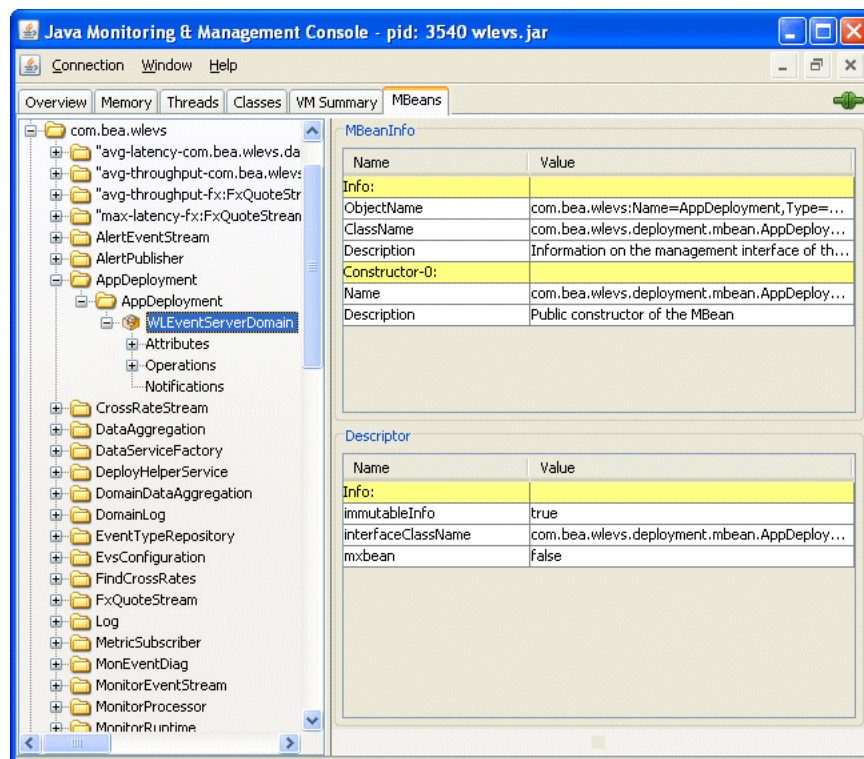 Java Monitoring & Management Console - pid: 3540 wlevs.jar
Connection Window Help
Overview Memory Threads Classes VM Summary MBeans
com.bea.wlevs
"avg-latency-com.bea.wlevs.da
"avg-throughput-com.bea.wlevs
"avg-throughput-fx:FxQuoteStr
"max-latency-fx:FxQuoteStrean
AlertEventStream
AlertPublisher
AppDeployment
AppDeployment
WLEventServerDomain
Attributes
Operations
Notifications
CrossRateStream
DataAggregation
DataServiceFactory
DeployHelperService
DomainDataAggregation
DomainLog
EventTypeRepository
EvsConfiguration
FindCrossRates
FxQuoteStream
Log
MetricSubscriber
MonEventDiag
MonitorEventStream
MonitorProcessor
MonitorRuntime
MBeanInfo
Name Value
Info:
ObjectName com.bea.wlevs:Name=AppDeployment,Type=...
ClassName com.bea.wlevs.deployment.mbean.AppDeploy...
Description Information on the management interface of th...
Constructor-0:
Name com.bea.wlevs.deployment.mbean.AppDeploy...
Description Public constructor of the MBean
Descriptor
Name Value
Info:
immutableInfo true
interfaceClassName com.bea.wlevs.deployment.mbean.AppDeploy...
mxbean false